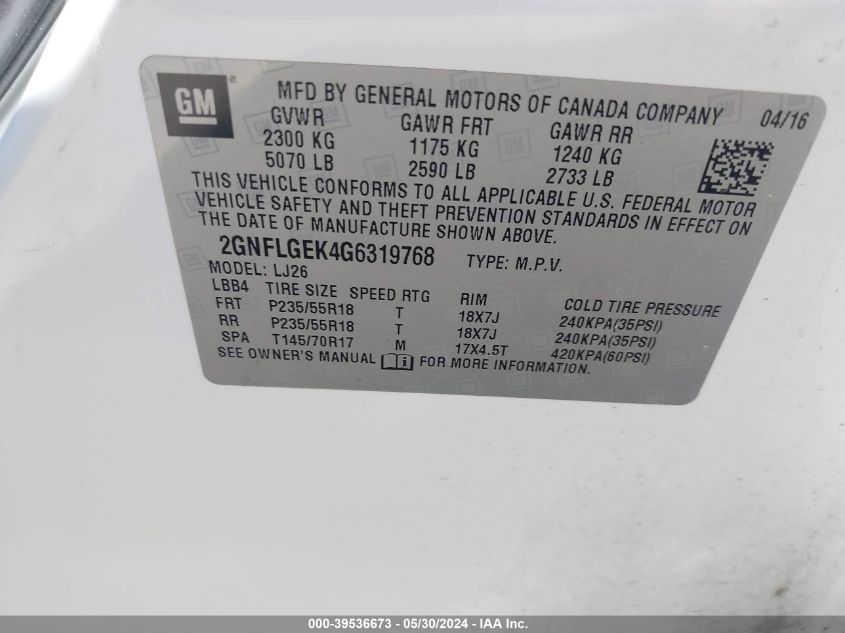 GM ®
MFD BY GENERAL MOTORS OF CANADA COMPANY 04/16
GVWR GAWR FRT GAWR RR
2300 KG 1175 KG 1240 KG
5070 LB 2590 LB 2733 LB
THIS VEHICLE CONFORMS TO ALL APPLICABLE U.S. FEDERAL MOTOR
VEHICLE SAFETY AND THEFT PREVENTION STANDARDS IN EFFECT ON
THE DATE OF MANUFACTURE SHOWN ABOVE.
2GNFLGEK4G6319768 TYPE: M.P.V.
MODEL: LJ26
LBB4 TIRE SIZE SPEED RTG RIM COLD TIRE PRESSURE
FRT P235/55R18 T 18X7J 240KPA(35PSI)
RR P235/55R18 T 18X7J 240KPA(35PSI)
SPA T145/70R17 M 17X4.5T 420KPA(60PSI)
SEE OWNER'S MANUAL i FOR MORE INFORMATION.
000-39536673 - 05/30/2024 - IAA Inc.